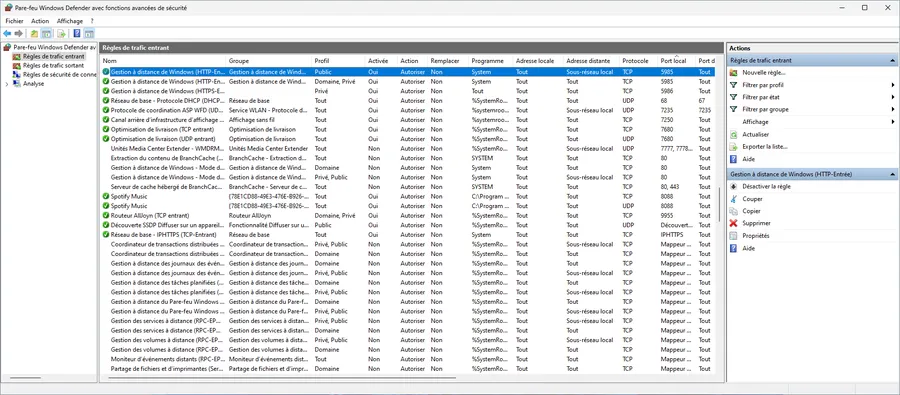 Pare-feu Windows Defender avec fonctions avancées de sécurité
Fichier Action Affichage ?
Pare-feu Windows Defender av
Règles de trafic entrant
Règles de trafic sortant
Règles de sécurité de conne
Analyse
Règles de trafic entrant
Nom Groupe Profil Activée Action Remplacer Programme Adresse locale Adresse distante Protocole Port local Port d
Gestion à distance de Windows (HTTP-En... Gestion à distance de Wind... Public Oui Autoriser Non System Tout Sous-réseau local TCP 5985 Tout
Gestion à distance de Windows (HTTP-En... Gestion à distance de Wind... Domaine, Privé Oui Autoriser Non System Tout Tout TCP 5985 Tout
Gestion à distance de Windows (HTTPS-E... Privé Oui Autoriser Non Tout Tout Tout TCP 5986 Tout
Réseau de base - Protocole DHCP (DHCP... Réseau de base Tout Oui Autoriser Non %SystemRo... Tout Tout UDP 68 67
Protocole de coordination ASP WFD (UD... Service WLAN - Protocole d... Tout Oui Autoriser Non %SystemRo... Tout Sous-réseau local UDP 7235 7235
Canal arrière d'infrastructure d'affichage ... Affichage sans fil Tout Oui Autoriser Non %systemroo... Tout Tout TCP 7250 Tout
Optimisation de livraison (TCP entrant) Optimisation de livraison Tout Oui Autoriser Non %SystemRo... Tout Tout TCP 7680 Tout
Optimisation de livraison (UDP entrant) Optimisation de livraison Tout Oui Autoriser Non %SystemRo... Tout Tout UDP 7680 Tout
Unités Media Center Extender - WMDRM... Unités Media Center Extender Tout Non Autoriser Non %SystemRo... Tout Sous-réseau local UDP 7777, 7778... Tout
Extraction du contenu de BranchCache (... BranchCache - Extraction d... Tout Non Autoriser Non SYSTEM Tout Tout TCP 80 Tout
Gestion à distance de Windows - Mode d... Gestion à distance de Wind... Domaine Non Autoriser Non System Tout Tout TCP 80 Tout
Gestion à distance de Windows - Mode d... Gestion à distance de Wind... Privé, Public Non Autoriser Non System Tout Sous-réseau local TCP 80 Tout
Serveur de cache hébergé de BranchCac... BranchCache - Serveur de c... Tout Non Autoriser Non SYSTEM Tout Tout TCP 80, 443 Tout
Spotify Music Tout Oui Autoriser Non C:\Program ... Tout Tout TCP 8088 Tout
Spotify Music Tout Oui Autoriser Non C:\Program ... Tout Tout UDP 8088 Tout
Routeur AllJoyn (TCP entrant) Routeur AllJoyn Domaine, Privé Oui Autoriser Non %SystemRo... Tout Tout TCP 9955 Tout
Découverte SSDP Diffuser sur un appareil... Fonctionnalité Diffuser sur u... Public Oui Autoriser Non %SystemRo... Tout Tout UDP Découvert... Tout
Réseau de base - IPHTTPS (TCP-Entrant) Réseau de base Tout Oui Autoriser Non System Tout Tout TCP IPHTTPS Tout
Coordinateur de transactions distribuées ... Coordinateur de transaction... Privé, Public Non Autoriser Non %SystemRo... Tout Sous-réseau local TCP Mappeur ... Tout
Coordinateur de transactions distribuées ... Coordinateur de transaction... Domaine Non Autoriser Non %SystemRo... Tout Tout TCP Mappeur ... Tout
Gestion à distance des journaux des évén... Gestion à distance des journ... Domaine Non Autoriser Non %SystemRo... Tout Tout TCP Mappeur ... Tout
Gestion à distance des journaux des évén... Gestion à distance des journ... Privé, Public Non Autoriser Non %SystemRo... Tout Sous-réseau local TCP Mappeur ... Tout
Gestion à distance des tâches planifiées (... Gestion à distance des tâche... Domaine Non Autoriser Non %SystemRo... Tout Tout TCP Mappeur ... Tout
Gestion à distance des tâches planifiées (... Gestion à distance des tâche... Privé, Public Non Autoriser Non %SystemRo... Tout Sous-réseau local TCP Mappeur ... Tout
Gestion à distance du Pare-feu Windows ... Gestion à distance du Pare-f... Domaine Non Autoriser Non %SystemRo... Tout Tout TCP Mappeur ... Tout
Gestion à distance du Pare-feu Windows ... Gestion à distance du Pare-f... Privé, Public Non Autoriser Non %SystemRo... Tout Sous-réseau local TCP Mappeur ... Tout
Gestion des services à distance (RPC-EP... Gestion des services à distan... Privé, Public Non Autoriser Non %SystemRo... Tout Sous-réseau local TCP Mappeur ... Tout
Gestion des services à distance (RPC-EP... Gestion des services à distan... Domaine Non Autoriser Non %SystemRo... Tout Tout TCP Mappeur ... Tout
Gestion des volumes à distance (RPC-EP... Gestion des volumes à distan... Privé, Public Non Autoriser Non %SystemRo... Tout Sous-réseau local TCP Mappeur ... Tout
Gestion des volumes à distance (RPC-EP... Gestion des volumes à distan... Domaine Non Autoriser Non %SystemRo... Tout Tout TCP Mappeur ... Tout
Moniteur d'événements distants (RPC-EP... Moniteur d'événements dist... Tout Non Autoriser Non %SystemRo... Tout Tout TCP Mappeur ... Tout
Partage de fichiers et d'imprimantes (Ser... Partage de fichiers et d'impr... Domaine Non Autoriser Non %SystemRo... Tout Tout TCP Mappeur ... Tout
Actions
Règles de trafic entrant
Nouvelle règle...
Filtrer par profil
Filtrer par état
Filtrer par groupe
Affichage
Actualiser
Exporter la liste...
Aide
Gestion à distance de Windows (HTTP-Entrée)
Désactiver la règle
Couper
Copier
Supprimer
Propriétés
Aide